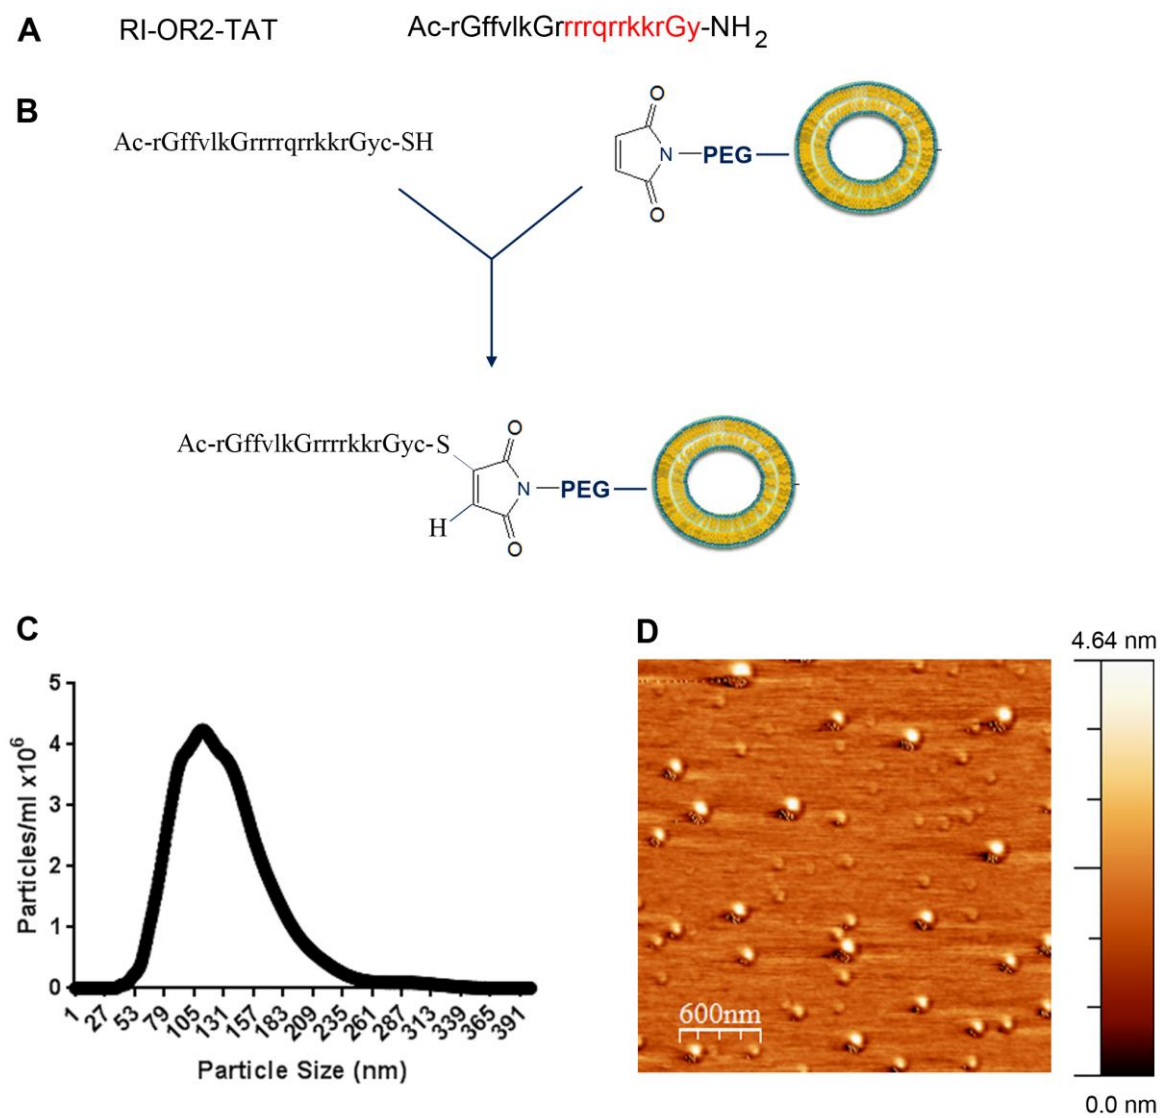 A
RI-OR2-TAT
Ac-rGffvlkGrrrrqrrkkrGy-NH2
B
Ac-rGffvlkGrrrrqrrkkrGyc-SH
O
N
PEG
O
Ac-rGffvlkGrrrrkkrGyc-S
O
N
PEG
H
O
C
5
4
3
2
1
0
Particles/ml x10⁶
1 27 53 79 105 131 157 183 209 235 261 287 313 339 365 391
Particle Size (nm)
D
4.64 nm
600nm
0.0 nm